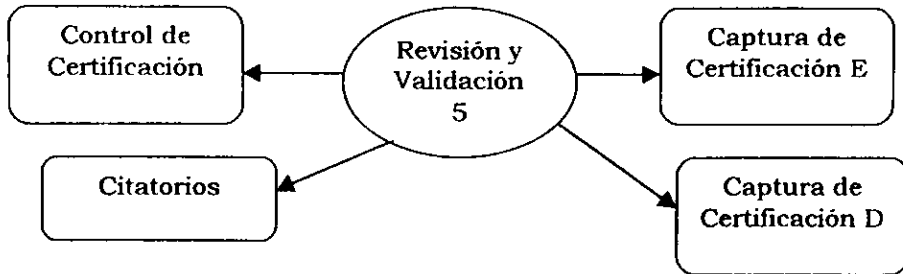 Control de
Certificación
Revisión y
Validación
5
Captura de
Certificación E
Citatorios
Captura de
Certificación D